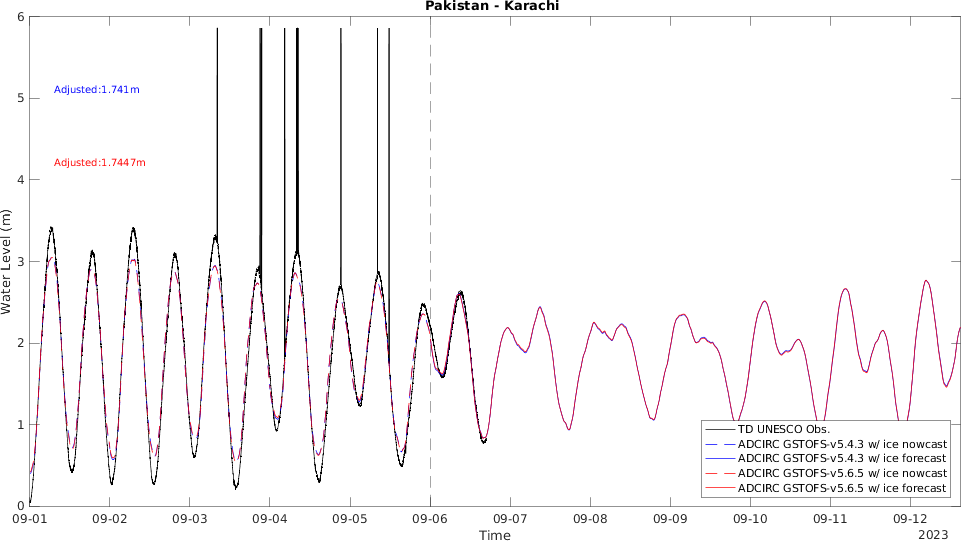 Pakistan - Karachi
6
5
4
3
2
1
0
Water Level (m)
Adjusted:1.741m
Adjusted:1.7447m
TD UNESCO Obs.
ADCIRC GSTOFS-v5.4.3 w/ ice nowcast
ADCIRC GSTOFS-v5.4.3 w/ ice forecast
ADCIRC GSTOFS-v5.6.5 w/ ice nowcast
ADCIRC GSTOFS-v5.6.5 w/ ice forecast
09-01 09-02 09-03 09-04 09-05 09-06 09-07 09-08 09-09 09-10 09-11 09-12
Time
2023